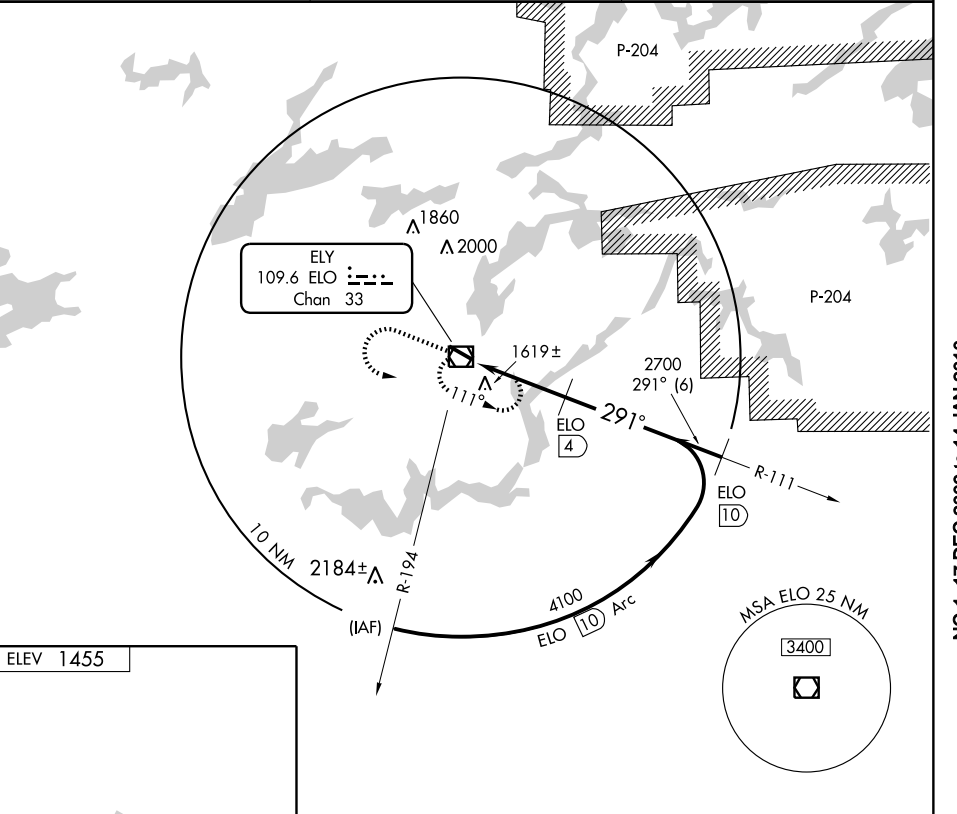 P-204
1860
2000
ELY
109.6 ELO
Chan 33
P-204
1619±
2700
291° (6)
111°
291°
ELO
4
R-111
ELO
10
10 NM
R-194
2184±
4100
(IAF)
ELO 10 Arc
MSA ELO 25 NM
3400
ELEV 1455